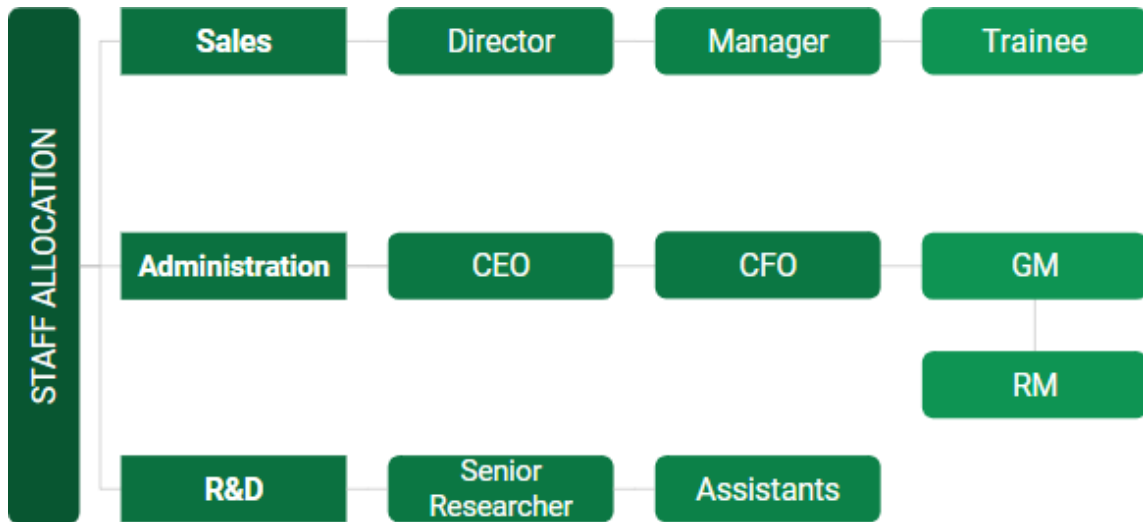 STAFF ALLOCATION
Sales
Director
Manager
Trainee
Administration
CEO
CFO
GM
RM
R&D
Senior
Researcher
Assistants